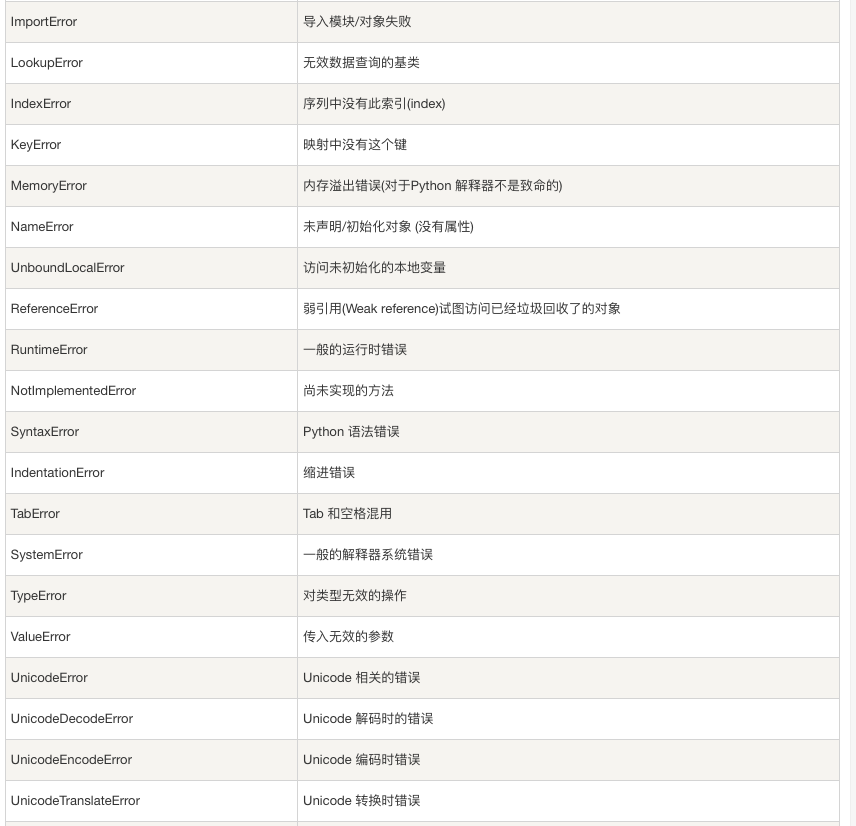 ImportError 导入模块/对象失败
LookupError 无效数据查询的基类
IndexError 序列中没有此索引(index)
KeyError 映射中没有这个键
MemoryError 内存溢出错误(对于Python 解释器不是致命的)
NameError 未声明/初始化对象 (没有属性)
UnboundLocalError 访问未初始化的本地变量
ReferenceError 弱引用(Weak reference)试图访问已经垃圾回收了的对象
RuntimeError 一般的运行时错误
NotImplementedError 尚未实现的方法
SyntaxError Python 语法错误
IndentationError 缩进错误
TabError Tab 和空格混用
SystemError 一般的解释器系统错误
TypeError 对类型无效的操作
ValueError 传入无效的参数
UnicodeError Unicode 相关的错误
UnicodeDecodeError Unicode 解码时的错误
UnicodeEncodeError Unicode 编码时错误
UnicodeTranslateError Unicode 转换时错误